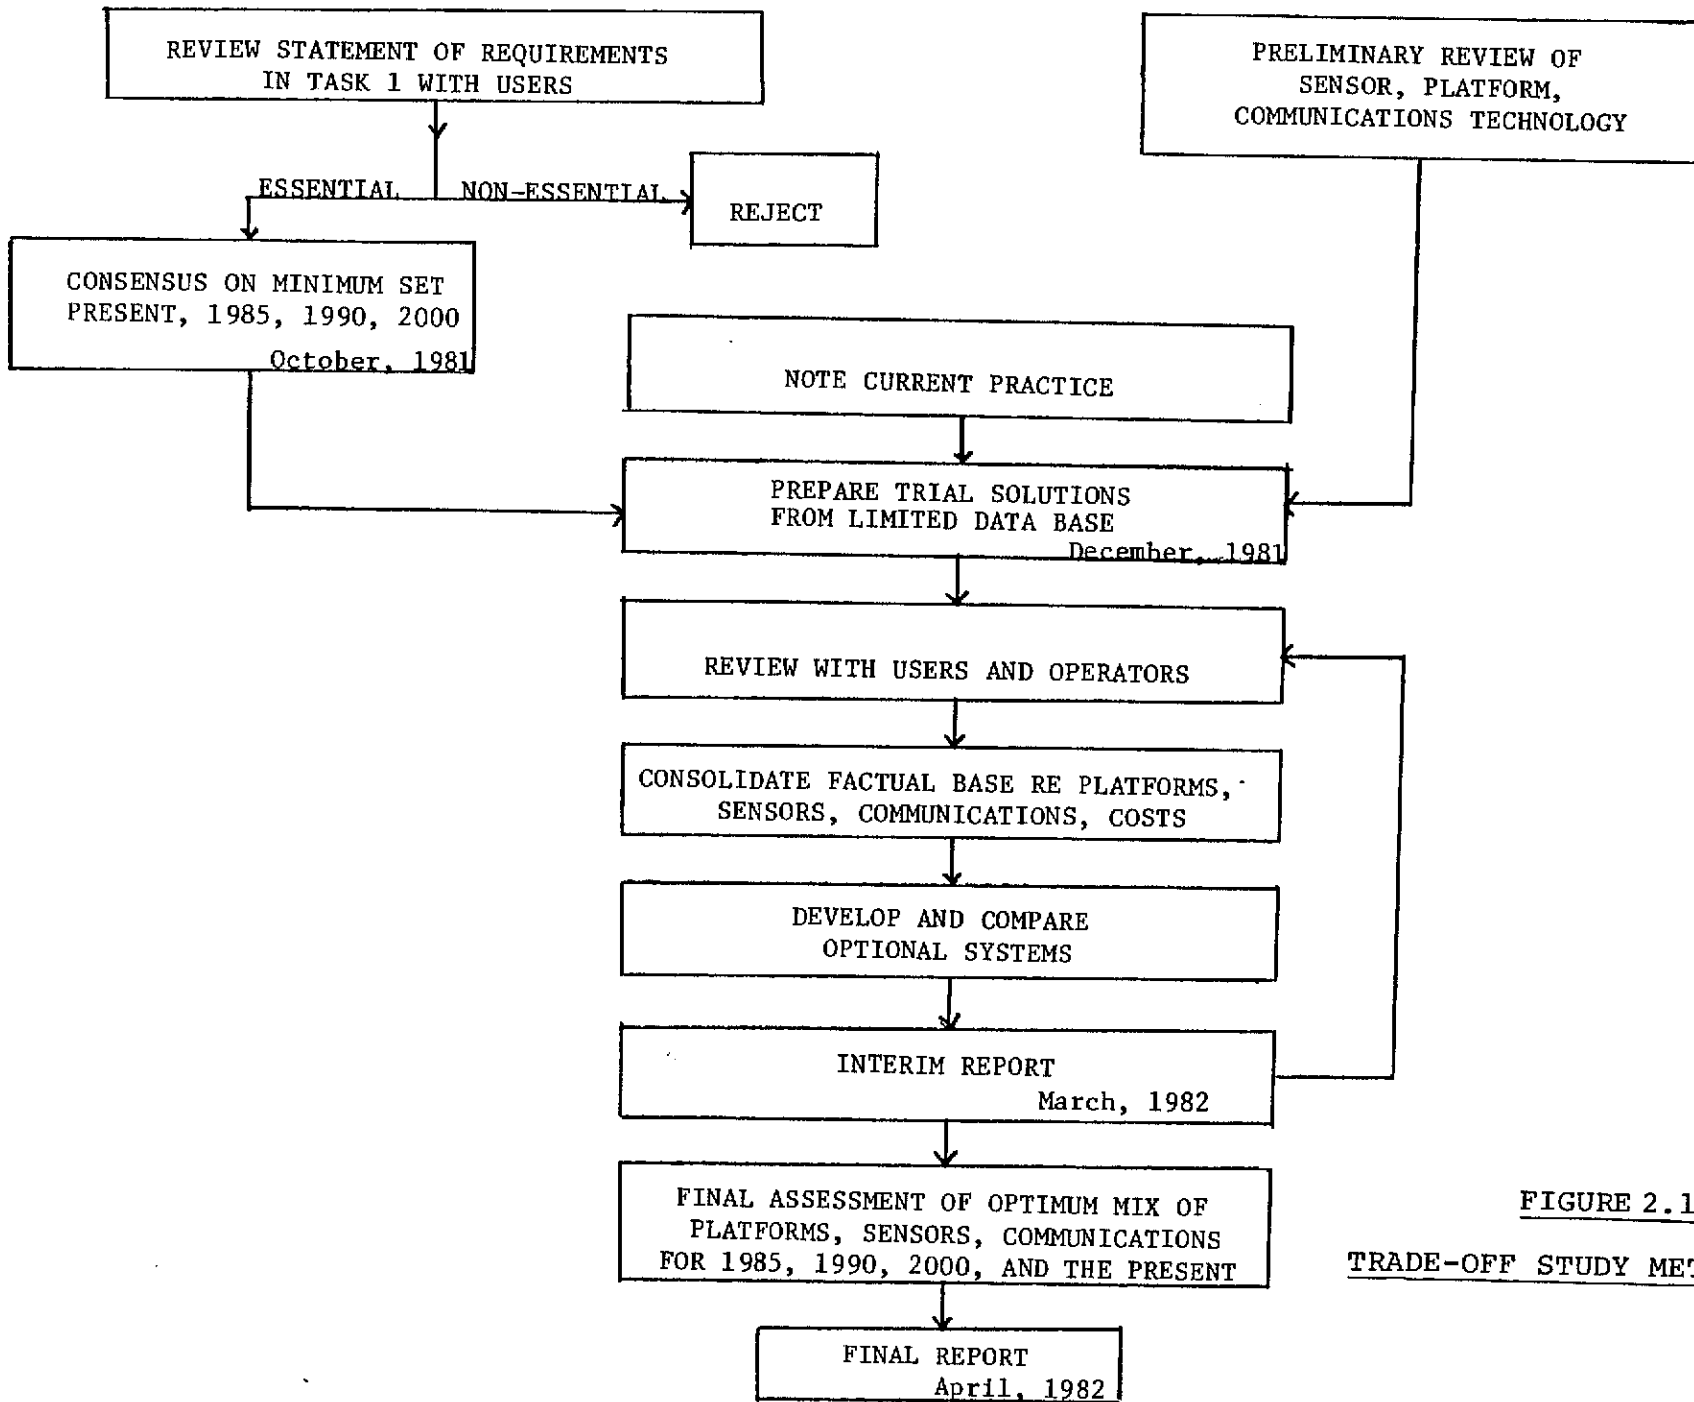 REVIEW STATEMENT OF REQUIREMENTS
IN TASK 1 WITH USERS
PRELIMINARY REVIEW OF
SENSOR, PLATFORM,
COMMUNICATIONS TECHNOLOGY
ESSENTIAL
NON-ESSENTIAL
REJECT
CONSENSUS ON MINIMUM SET
PRESENT, 1985, 1990, 2000
October, 1981
NOTE CURRENT PRACTICE
PREPARE TRIAL SOLUTIONS
FROM LIMITED DATA BASE
December, 1981
REVIEW WITH USERS AND OPERATORS
CONSOLIDATE FACTUAL BASE RE PLATFORMS,
SENSORS, COMMUNICATIONS, COSTS
DEVELOP AND COMPARE
OPTIONAL SYSTEMS
INTERIM REPORT
March, 1982
FINAL ASSESSMENT OF OPTIMUM MIX OF
PLATFORMS, SENSORS, COMMUNICATIONS
FOR 1985, 1990, 2000, AND THE PRESENT
FINAL REPORT
April, 1982
FIGURE 2.1
TRADE-OFF STUDY MET